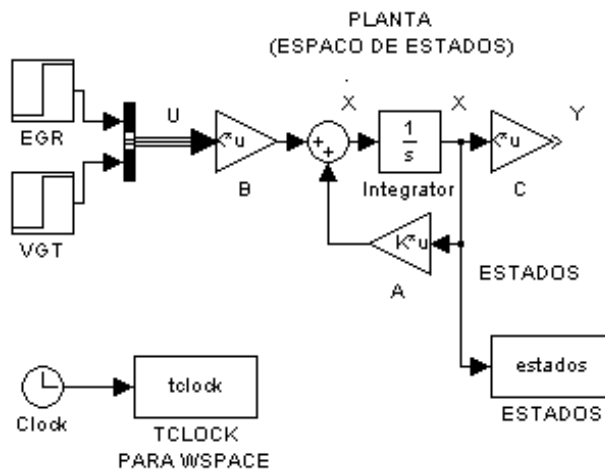 PLANTA
(ESPACO DE ESTADOS)
EGR
VGT
U
u
B
+
+
Ẋ
1
s
Integrator
X
u
C
Y
K u
A
ESTADOS
estados
ESTADOS
Clock
tclock
TCLOCK
PARA WSPACE